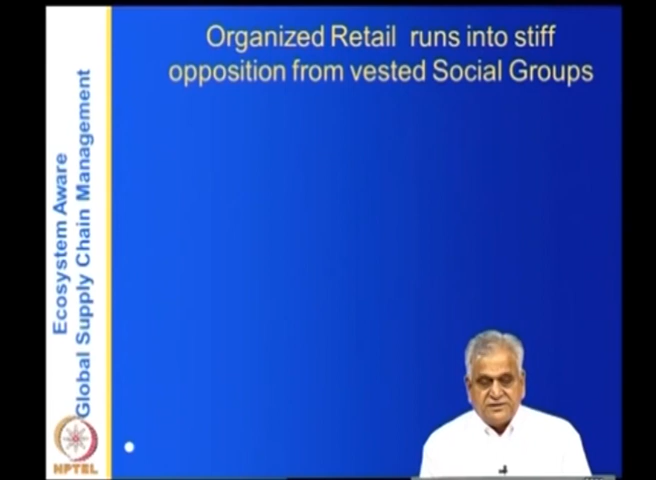 Organized Retail runs into stiff
opposition from vested Social Groups
Ecosystem Aware
Global Supply Chain Management
NPTEL